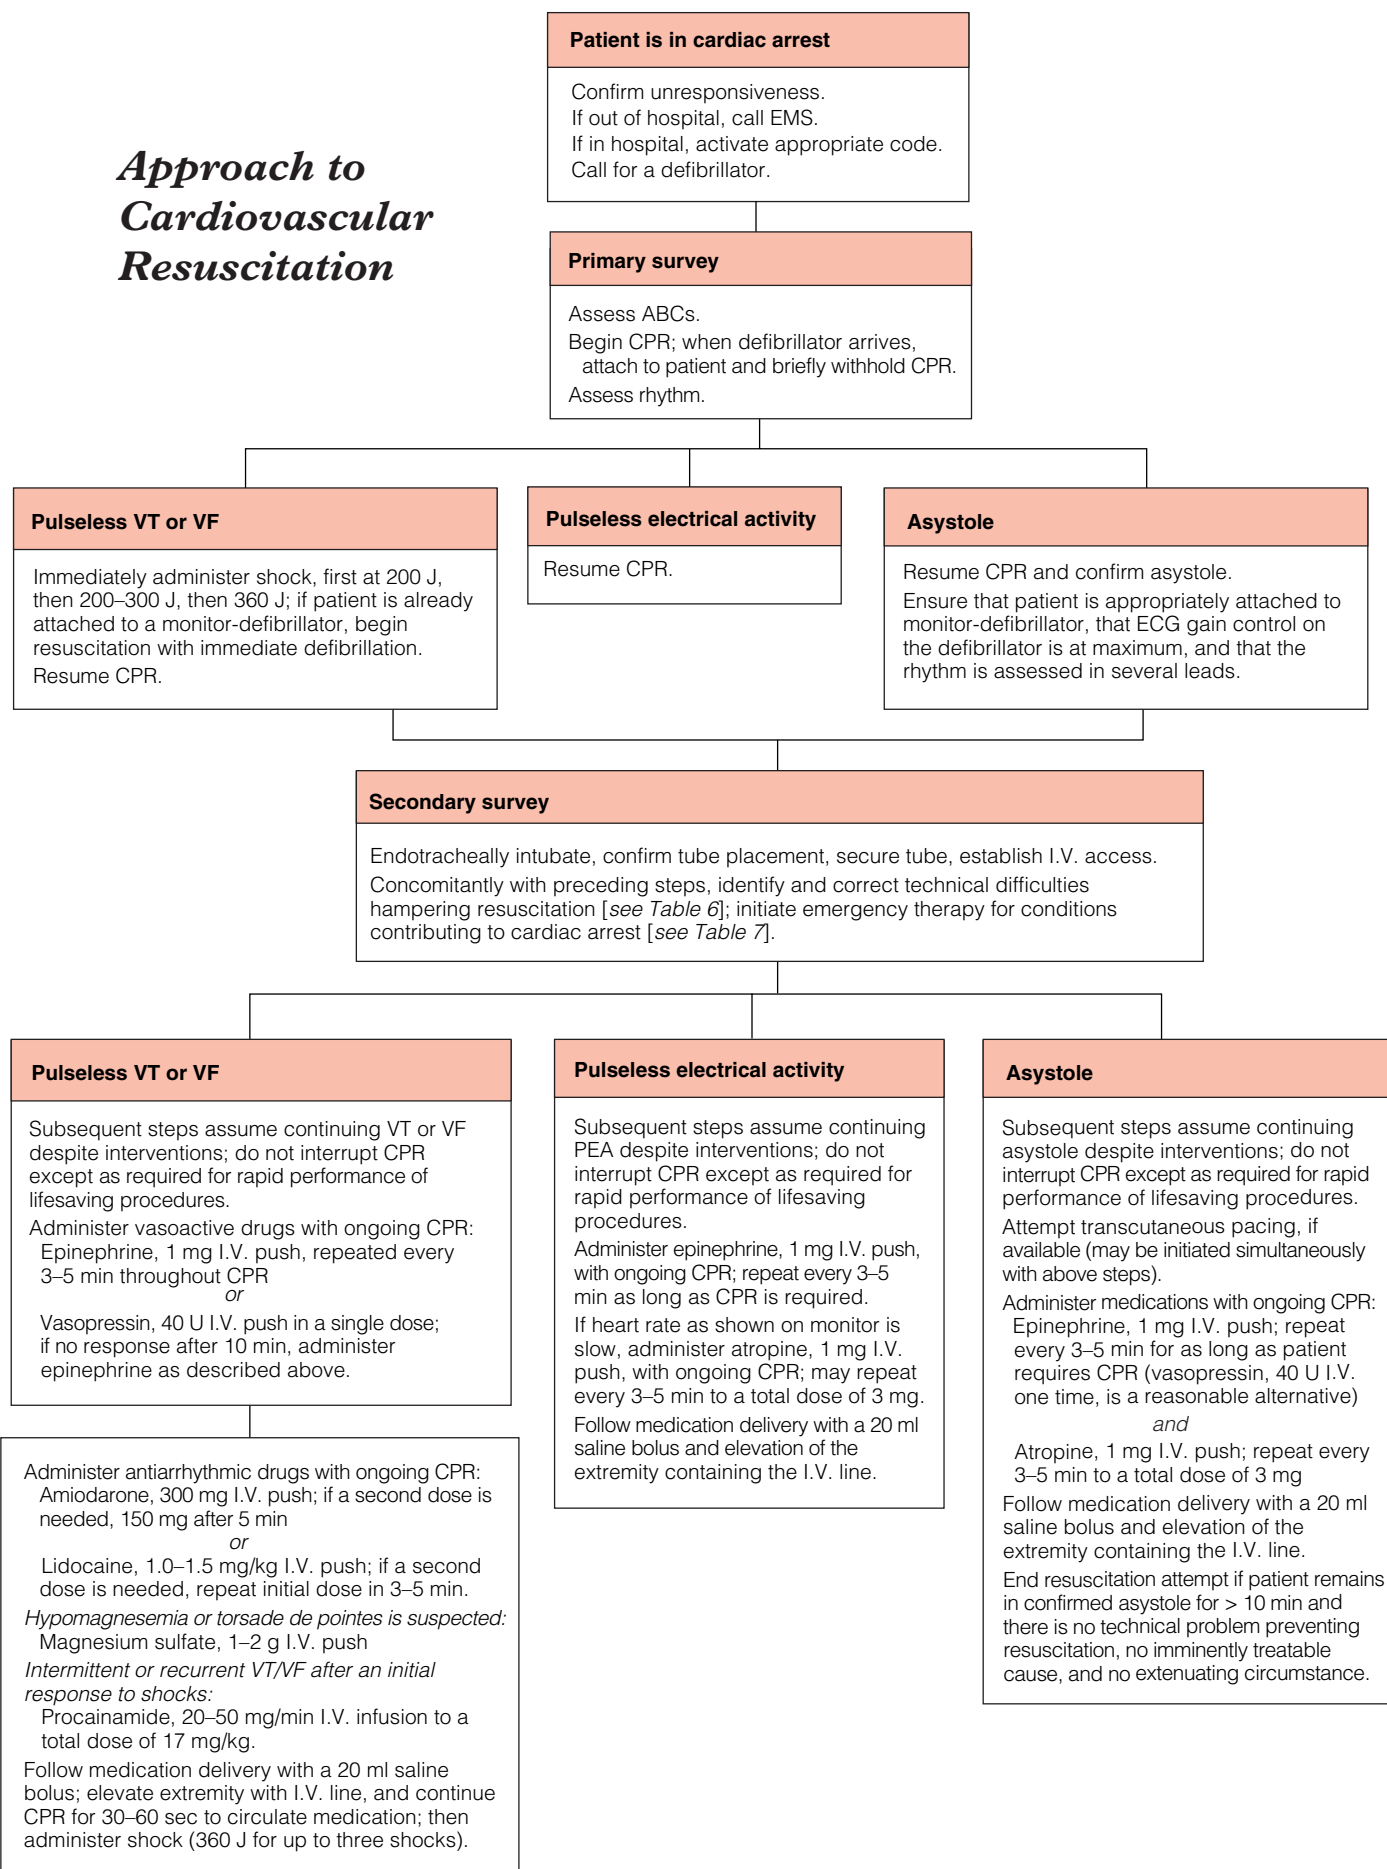 Approach to
Cardiovascular
Resuscitation
Patient is in cardiac arrest
Confirm unresponsiveness.
If out of hospital, call EMS.
If in hospital, activate appropriate code.
Call for a defibrillator.
Primary survey
Assess ABCs.
Begin CPR; when defibrillator arrives,
attach to patient and briefly withhold CPR.
Assess rhythm.
Pulseless VT or VF
Immediately administer shock, first at 200 J,
then 200–300 J, then 360 J; if patient is already
attached to a monitor-defibrillator, begin
resuscitation with immediate defibrillation.
Resume CPR.
Pulseless electrical activity
Resume CPR.
Asystole
Resume CPR and confirm asystole.
Ensure that patient is appropriately attached to
monitor-defibrillator, that ECG gain control on
the defibrillator is at maximum, and that the
rhythm is assessed in several leads.
Secondary survey
Endotracheally intubate, confirm tube placement, secure tube, establish I.V. access.
Concomitantly with preceding steps, identify and correct technical difficulties
hampering resuscitation [see Table 6]; initiate emergency therapy for conditions
contributing to cardiac arrest [see Table 7].
Pulseless VT or VF
Subsequent steps assume continuing VT or VF
despite interventions; do not interrupt CPR
except as required for rapid performance of
lifesaving procedures.
Administer vasoactive drugs with ongoing CPR:
Epinephrine, 1 mg I.V. push, repeated every
3–5 min throughout CPR
or
Vasopressin, 40 U I.V. push in a single dose;
if no response after 10 min, administer
epinephrine as described above.
Administer antiarrhythmic drugs with ongoing CPR:
Amiodarone, 300 mg I.V. push; if a second dose is
needed, 150 mg after 5 min
or
Lidocaine, 1.0–1.5 mg/kg I.V. push; if a second
dose is needed, repeat initial dose in 3–5 min.
Hypomagnesemia or torsade de pointes is suspected:
Magnesium sulfate, 1–2 g I.V. push
Intermittent or recurrent VT/VF after an initial
response to shocks:
Procainamide, 20–50 mg/min I.V. infusion to a
total dose of 17 mg/kg.
Follow medication delivery with a 20 ml saline
bolus; elevate extremity with I.V. line, and continue
CPR for 30–60 sec to circulate medication; then
administer shock (360 J for up to three shocks).
Pulseless electrical activity
Subsequent steps assume continuing
PEA despite interventions; do not
interrupt CPR except as required for
rapid performance of lifesaving
procedures.
Administer epinephrine, 1 mg I.V. push,
with ongoing CPR; repeat every 3–5
min as long as CPR is required.
If heart rate as shown on monitor is
slow, administer atropine, 1 mg I.V.
push, with ongoing CPR; may repeat
every 3–5 min to a total dose of 3 mg.
Follow medication delivery with a 20 ml
saline bolus and elevation of the
extremity containing the I.V. line.
Asystole
Subsequent steps assume continuing
asystole despite interventions; do not
interrupt CPR except as required for rapid
performance of lifesaving procedures.
Attempt transcutaneous pacing, if
available (may be initiated simultaneously
with above steps).
Administer medications with ongoing CPR:
Epinephrine, 1 mg I.V. push; repeat
every 3–5 min for as long as patient
requires CPR (vasopressin, 40 U I.V.
one time, is a reasonable alternative)
and
Atropine, 1 mg I.V. push; repeat every
3–5 min to a total dose of 3 mg
Follow medication delivery with a 20 ml
saline bolus and elevation of the
extremity containing the I.V. line.
End resuscitation attempt if patient remains
in confirmed asystole for > 10 min and
there is no technical problem preventing
resuscitation, no imminently treatable
cause, and no extenuating circumstance.